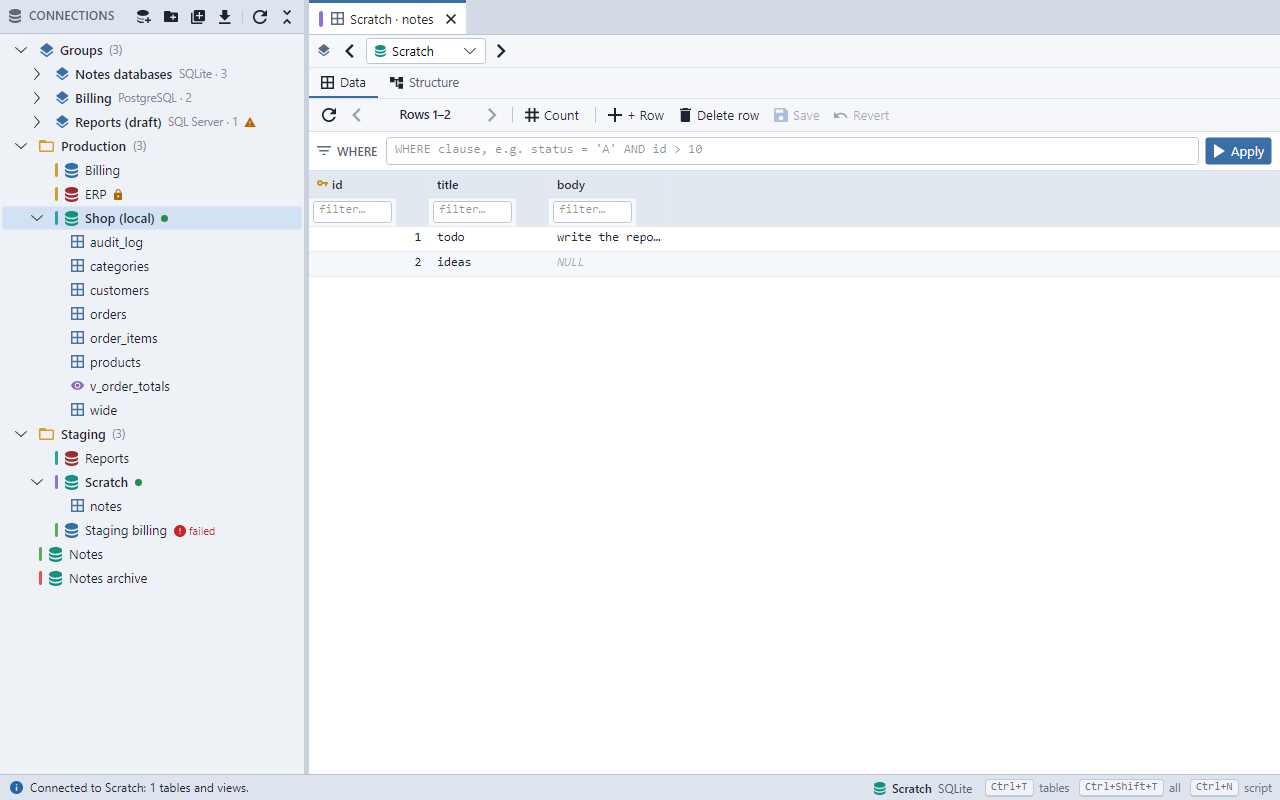 CONNECTIONS
Groups (3)
Notes databases SQLite · 3
Billing PostgreSQL · 2
Reports (draft) SQL Server · 1
Production (3)
Billing
ERP
Shop (local)
audit_log
categories
customers
orders
order_items
products
v_order_totals
wide
Staging (3)
Reports
Scratch
notes
Staging billing failed
Notes
Notes archive
Scratch · notes
Scratch
Data Structure
Rows 1–2 Count + Row Delete row Save Revert
WHERE WHERE clause, e.g. status = 'A' AND id > 10 Apply
id title body
filter… filter… filter…
1 todo write the repo…
2 ideas NULL
Connected to Scratch: 1 tables and views. Scratch SQLite Ctrl+T tables Ctrl+Shift+T all Ctrl+N script